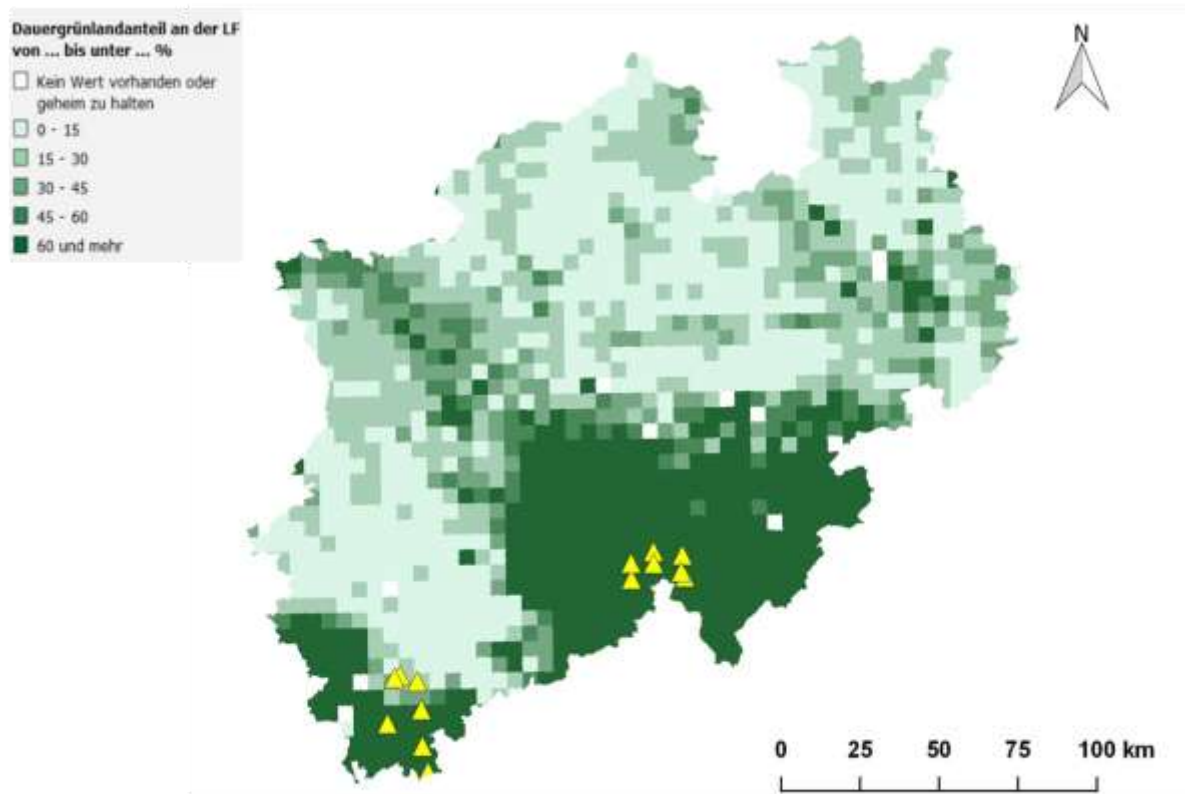 Dauergrünlandanteil an der LF
von ... bis unter ... %
Kein Wert vorhanden oder
geheim zu halten
0 - 15
15 - 30
30 - 45
45 - 60
60 und mehr
N
0 25 50 75 100 km